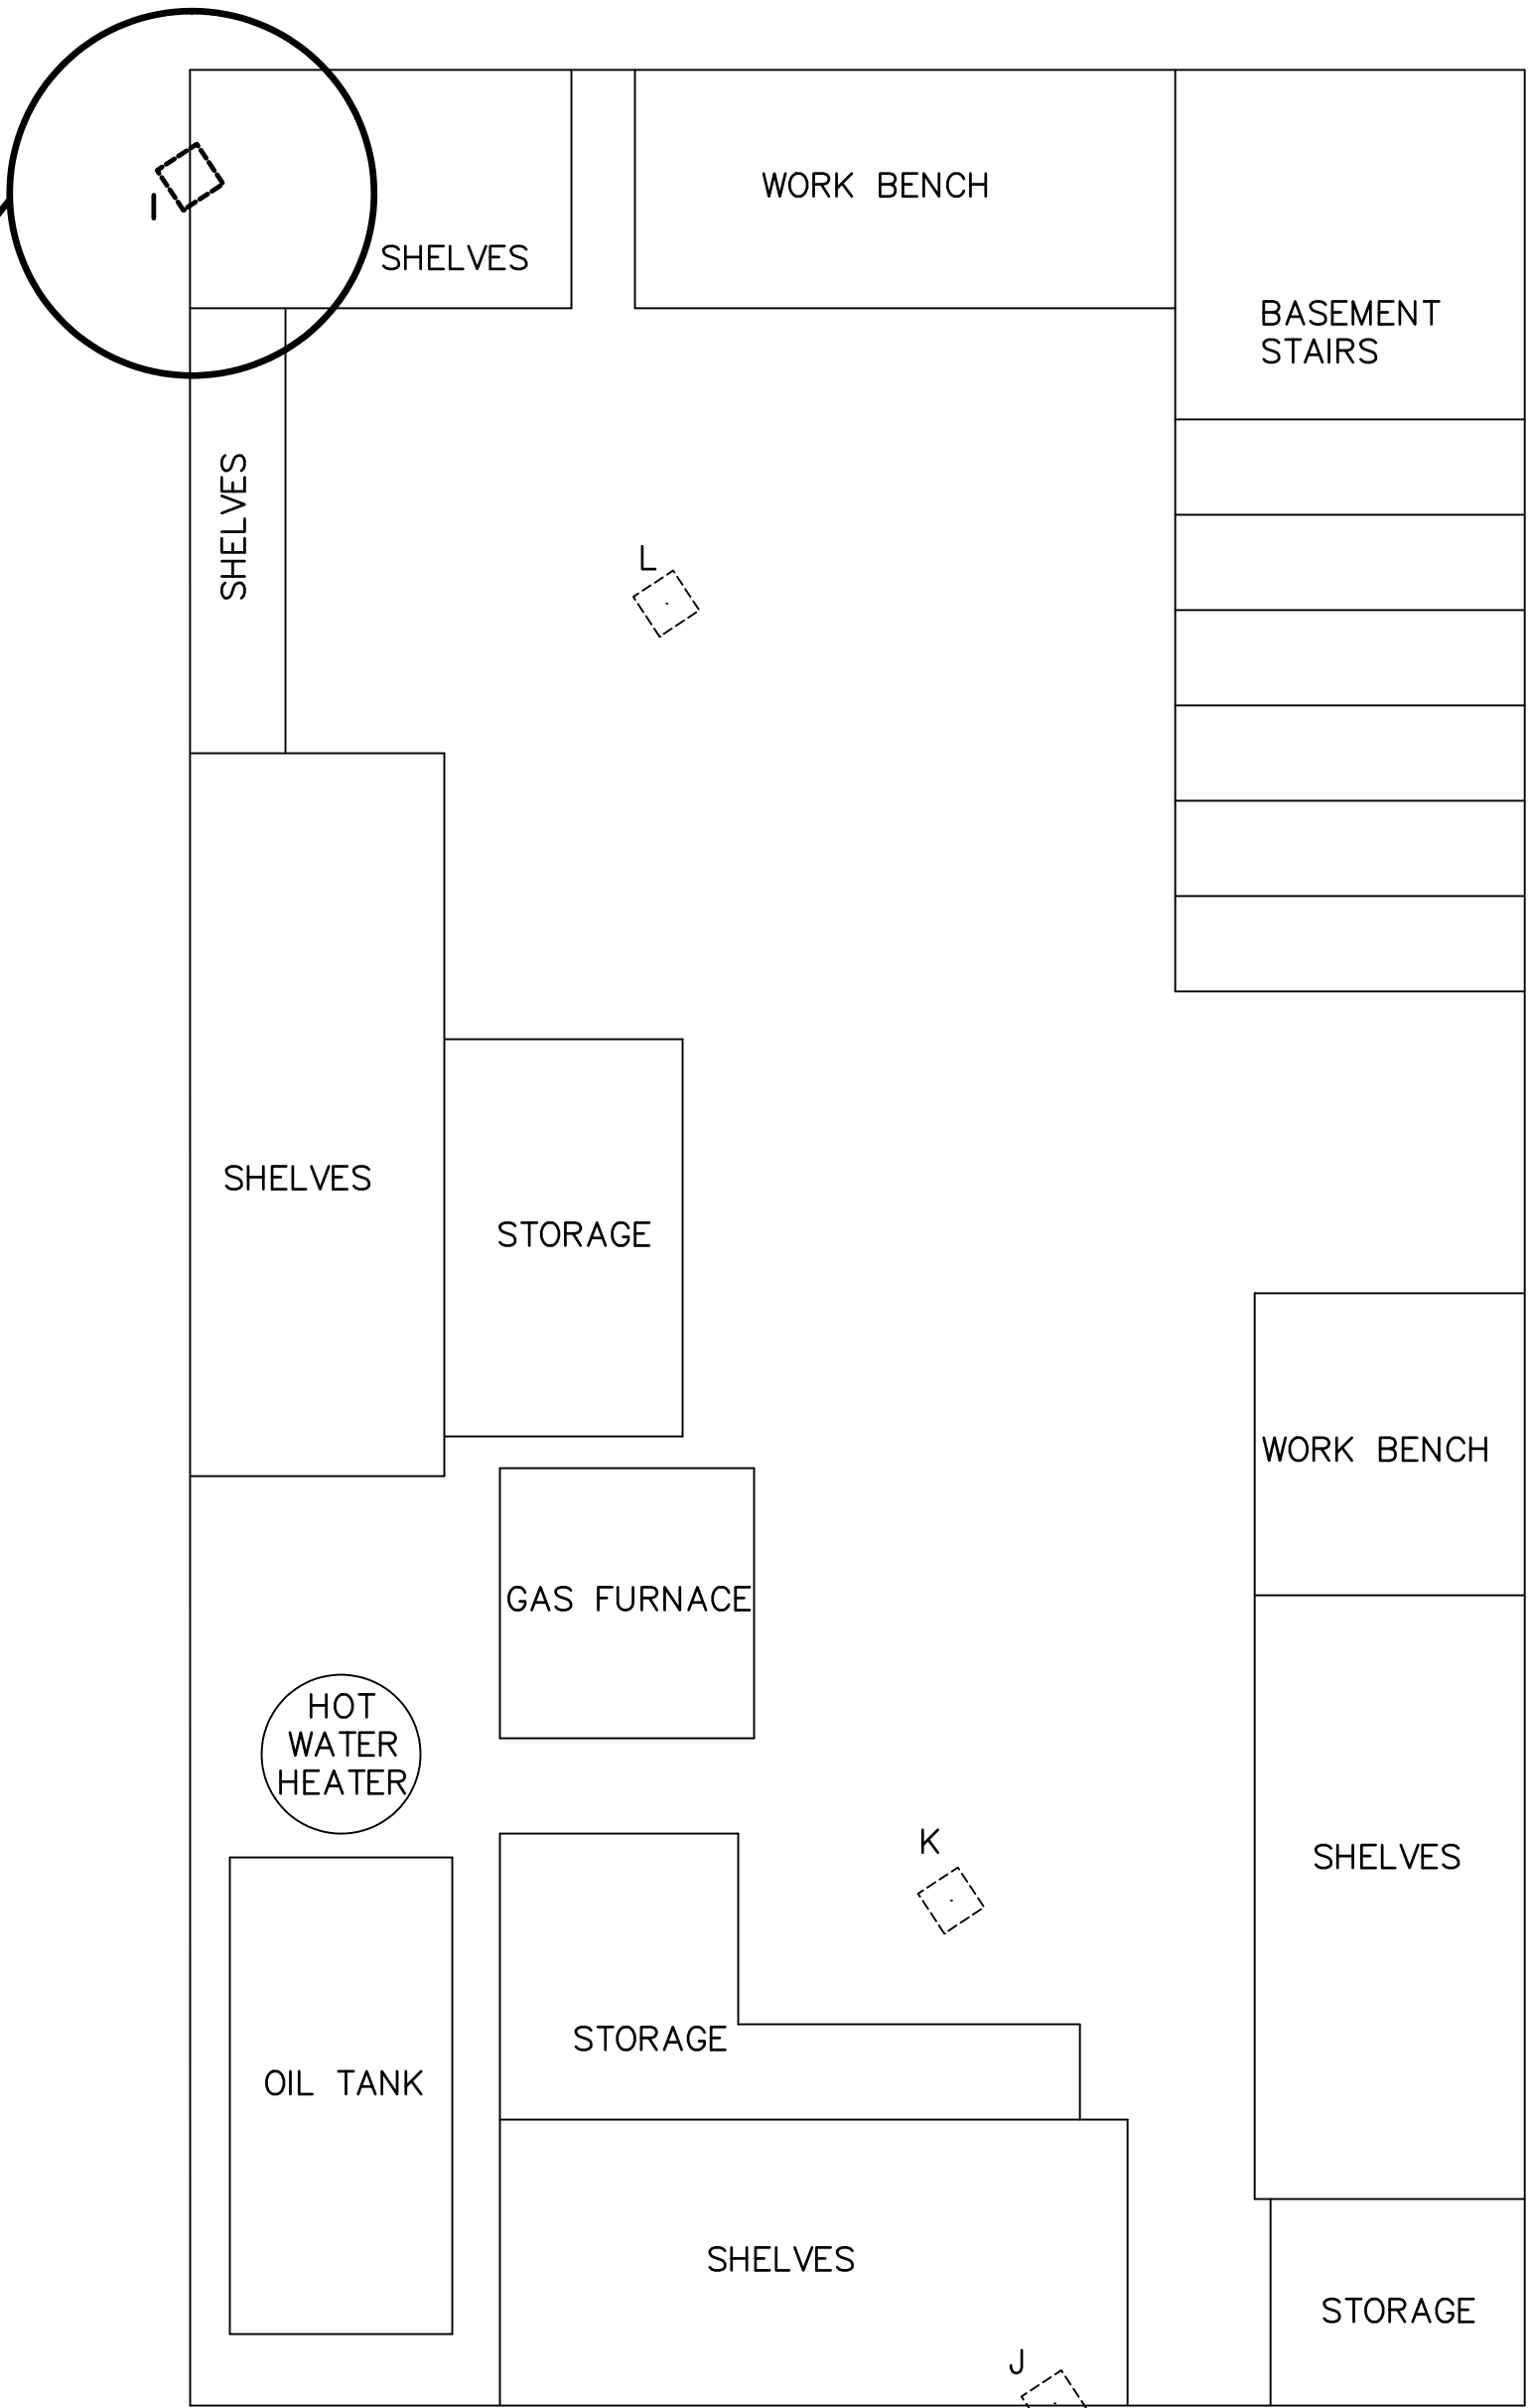 I
WORK BENCH
SHELVES
BASEMENT
STAIRS
SHELVES
L
SHELVES
STORAGE
WORK BENCH
GAS FURNACE
HOT
WATER
HEATER
K
SHELVES
STORAGE
OIL TANK
SHELVES
STORAGE
J